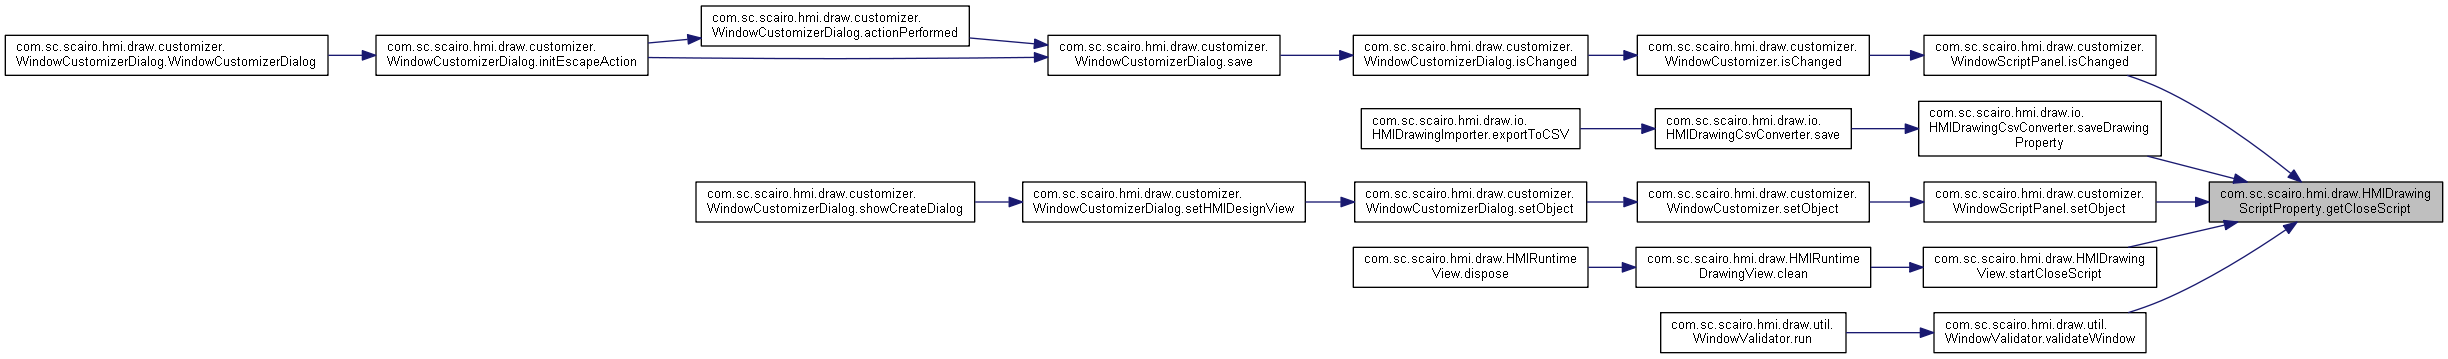 com.sc.scairo.hmi.draw.customizer.
WindowCustomizerDialog.WindowCustomizerDialog
com.sc.scairo.hmi.draw.customizer.
WindowCustomizerDialog.initEscapeAction
com.sc.scairo.hmi.draw.customizer.
WindowCustomizerDialog.actionPerformed
com.sc.scairo.hmi.draw.customizer.
WindowCustomizerDialog.save
com.sc.scairo.hmi.draw.customizer.
WindowCustomizerDialog.isChanged
com.sc.scairo.hmi.draw.customizer.
WindowCustomizer.isChanged
com.sc.scairo.hmi.draw.customizer.
WindowScriptPanel.isChanged
com.sc.scairo.hmi.draw.io.
HMIDrawingImporter.exportToCSV
com.sc.scairo.hmi.draw.io.
HMIDrawingCsvConverter.save
com.sc.scairo.hmi.draw.io.
HMIDrawingCsvConverter.saveDrawing
Property
com.sc.scairo.hmi.draw.customizer.
WindowCustomizerDialog.showCreateDialog
com.sc.scairo.hmi.draw.customizer.
WindowCustomizerDialog.setHMIDesignView
com.sc.scairo.hmi.draw.customizer.
WindowCustomizerDialog.setObject
com.sc.scairo.hmi.draw.customizer.
WindowCustomizer.setObject
com.sc.scairo.hmi.draw.customizer.
WindowScriptPanel.setObject
com.sc.scairo.hmi.draw.HMIDrawing
ScriptProperty.getCloseScript
com.sc.scairo.hmi.draw.HMIRuntime
View.dispose
com.sc.scairo.hmi.draw.HMIRuntime
DrawingView.clean
com.sc.scairo.hmi.draw.HMIDrawing
View.startCloseScript
com.sc.scairo.hmi.draw.util.
WindowValidator.run
com.sc.scairo.hmi.draw.util.
WindowValidator.validateWindow